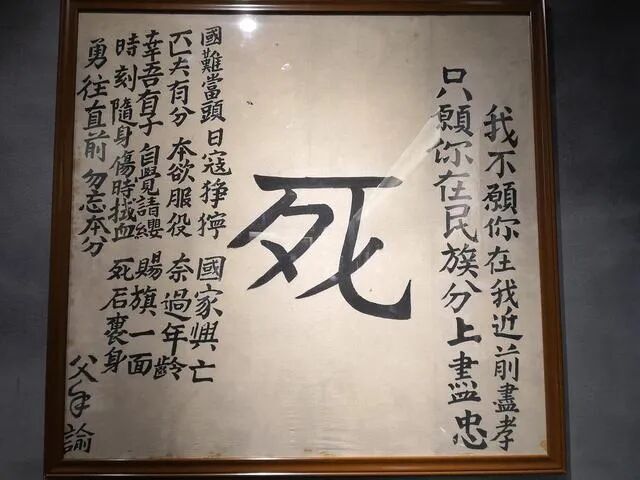 我不願你在我近前盡孝
只願你在民族分上盡忠
死
國難當頭日寇猙獰 國家興亡
匹夫有分 本欲服役 奈過年齡
幸吾有子 自覺請纓 賜旗一面
時刻隨身傷時拭血 死后裹身
勇往直前 勿忘本分
父手諭